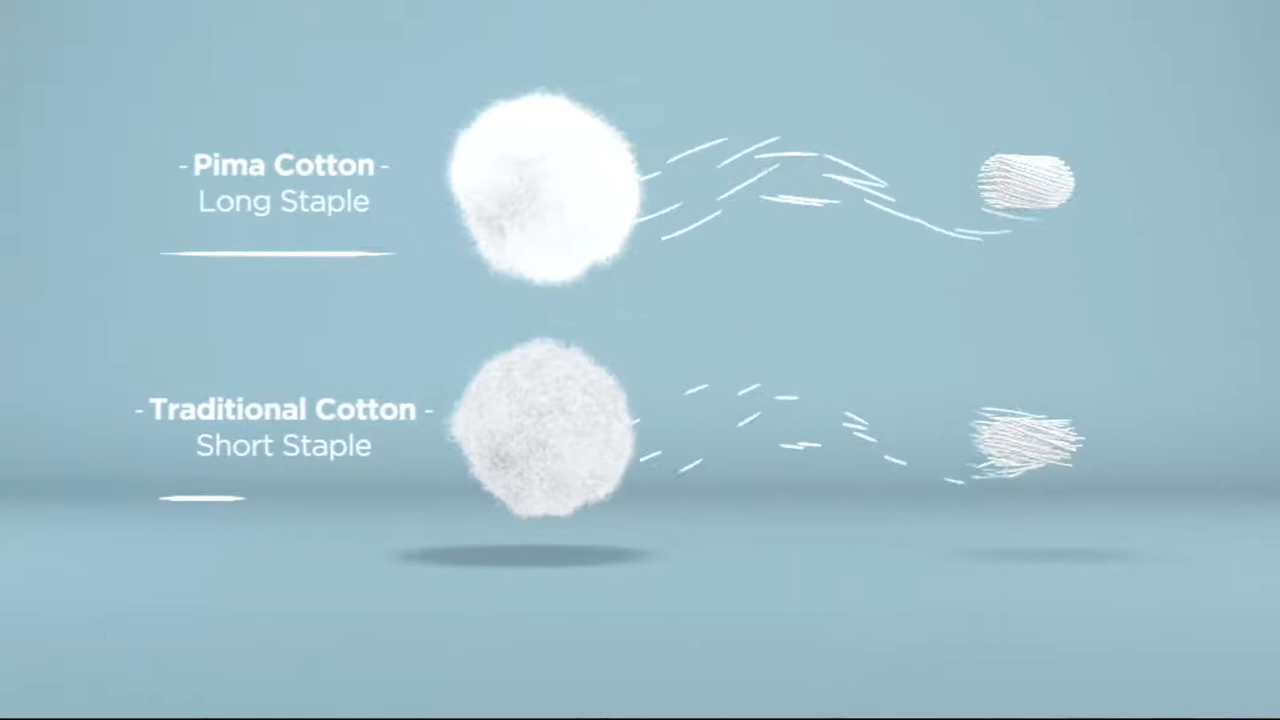 - Pima Cotton -
Long Staple
- Traditional Cotton -
Short Staple